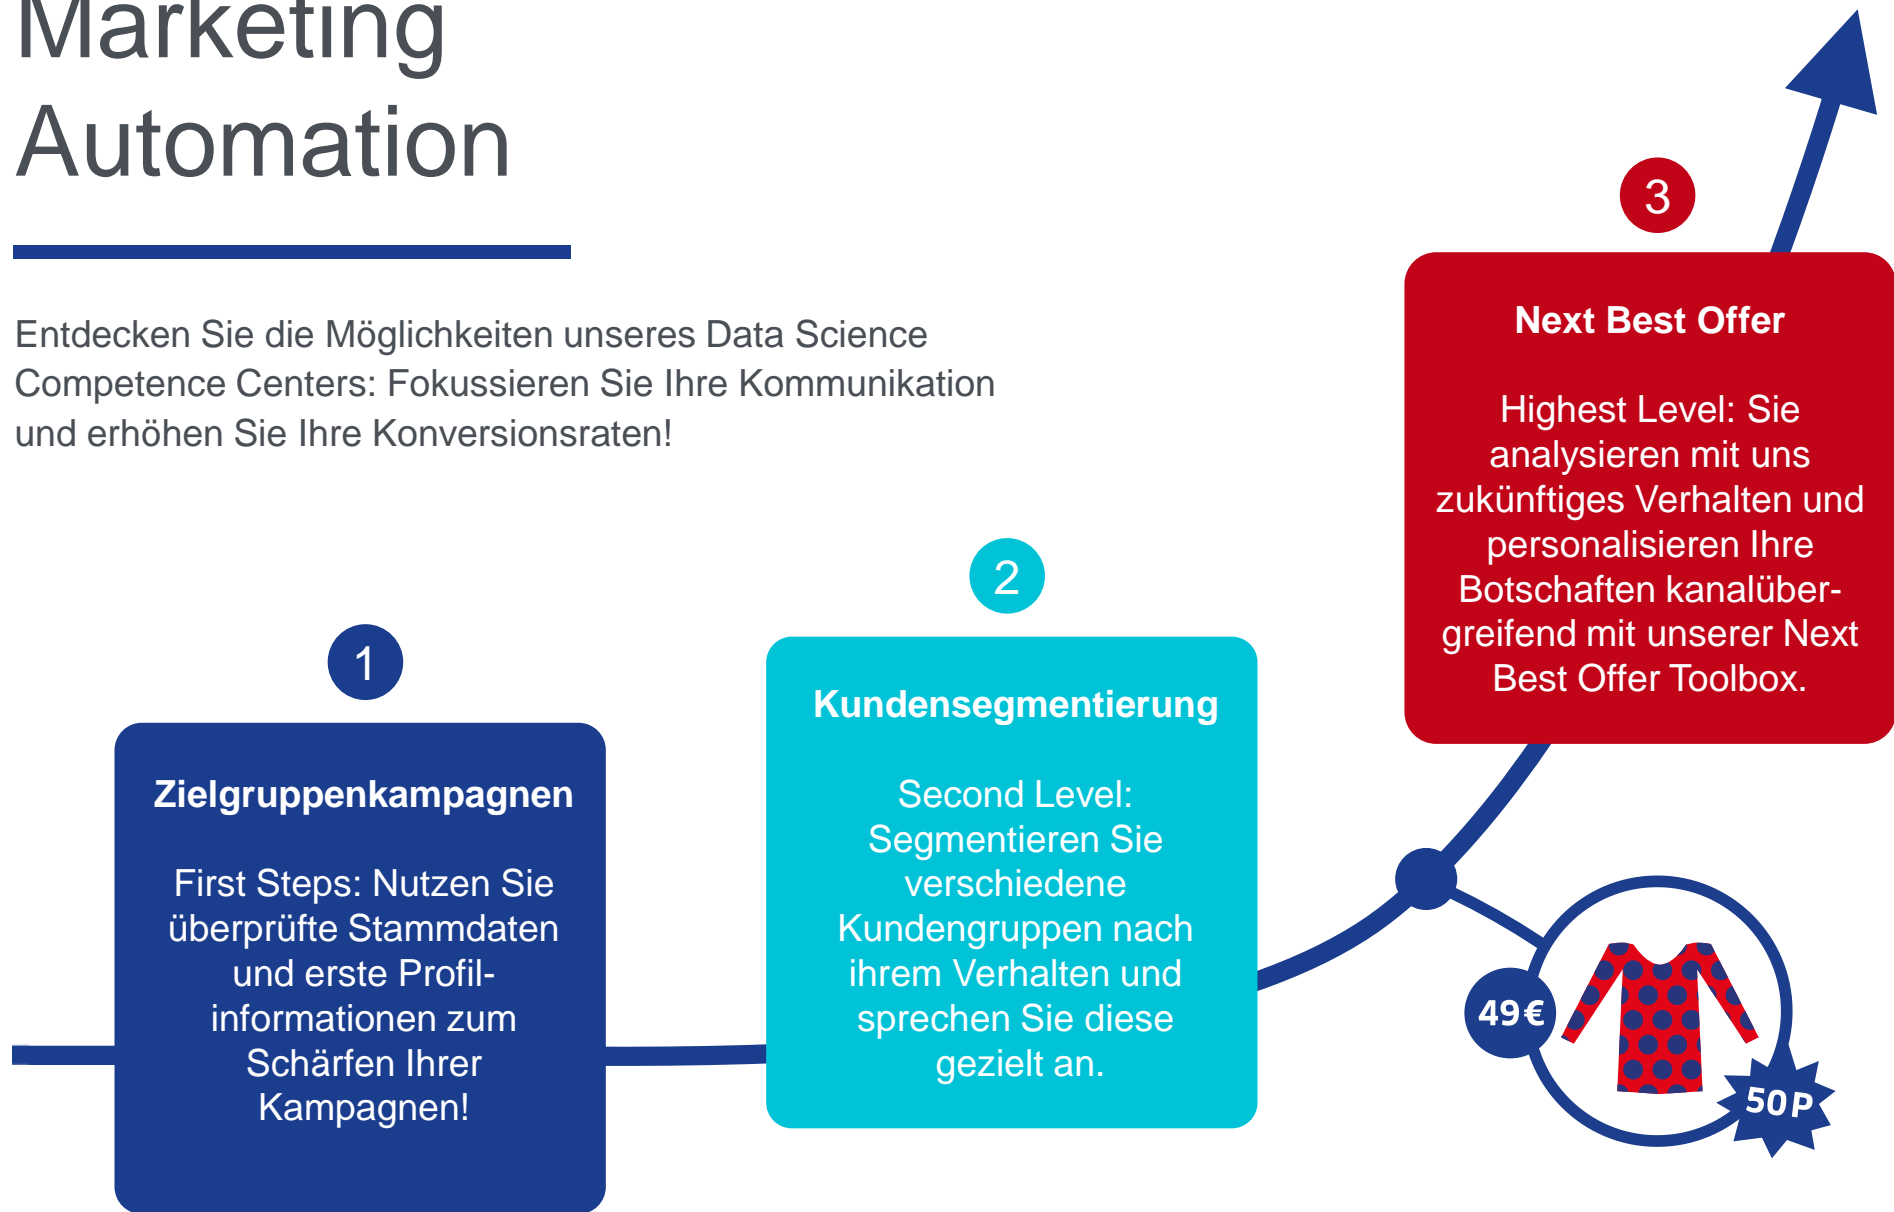 Marketing
Automation
Entdecken Sie die Möglichkeiten unseres Data Science
Competence Centers: Fokussieren Sie Ihre Kommunikation
und erhöhen Sie Ihre Konversionsraten!
1
Zielgruppenkampagnen
First Steps: Nutzen Sie
überprüfte Stammdaten
und erste Profil-
informationen zum
Schärfen Ihrer
Kampagnen!
2
Kundensegmentierung
Second Level:
Segmentieren Sie
verschiedene
Kundengruppen nach
ihrem Verhalten und
sprechen Sie diese
gezielt an.
3
Next Best Offer
Highest Level: Sie
analysieren mit uns
zukünftiges Verhalten und
personalisieren Ihre
Botschaften kanalüber-
greifend mit unserer Next
Best Offer Toolbox.
49€
50P